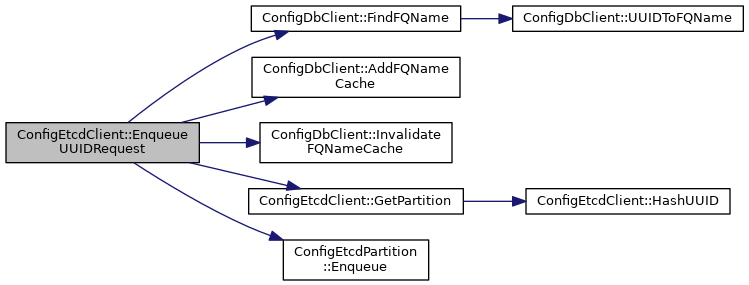 ConfigEtcdClient::Enqueue
UUIDRequest
ConfigDbClient::FindFQName
ConfigDbClient::UUIDToFQName
ConfigDbClient::AddFQName
Cache
ConfigDbClient::Invalidate
FQNameCache
ConfigEtcdClient::GetPartition
ConfigEtcdClient::HashUUID
ConfigEtcdPartition
::Enqueue